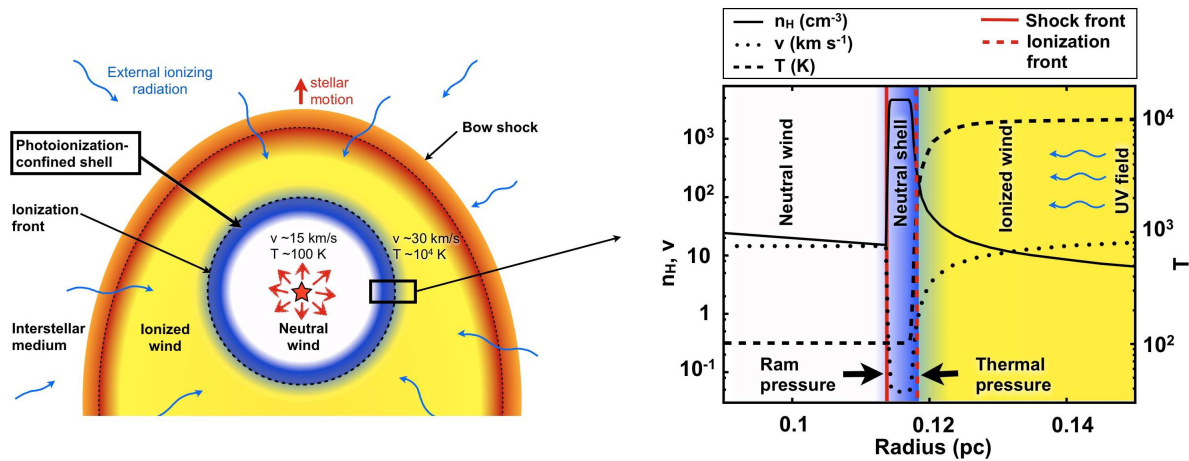 External ionizing
radiation
stellar
motion
Bow shock
Photoionization-
confined shell
Ionization
front
v ~15 km/s
T ~100 K
v ~30 km/s
T ~10⁴ K
Interstellar
medium
Ionized
wind
Neutral
wind
n_H (cm⁻³)
v (km s⁻¹)
T (K)
Shock front
Ionization
front
n_H, v
10³
10²
10
1
10⁻¹
Neutral wind
Neutral shell
Ionized wind
UV field
Ram
pressure
Thermal
pressure
10⁴
10³
10²
T
0.1
0.12
0.14
Radius (pc)